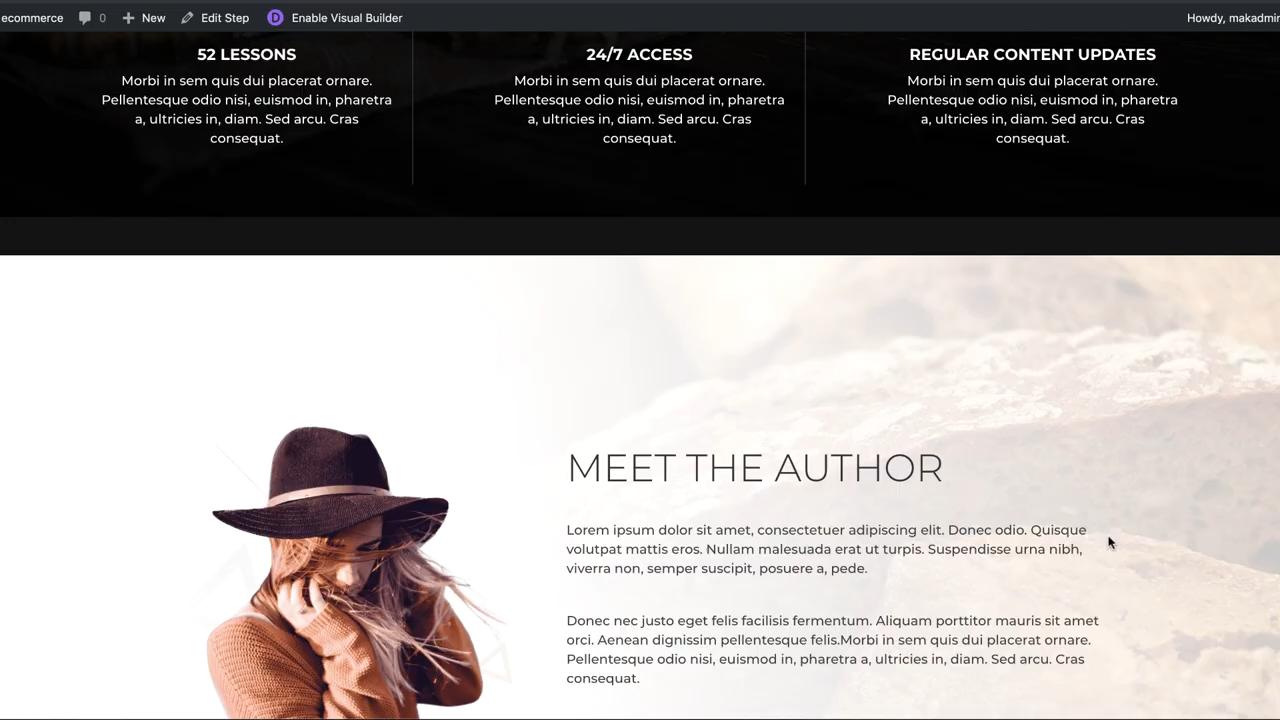 ecommerce 0 New Edit Step D Enable Visual Builder Howdy, makadmin
52 LESSONS
Morbi in sem quis dui placerat ornare.
Pellentesque odio nisi, euismod in, pharetra
a, ultricies in, diam. Sed arcu. Cras
consequat.
24/7 ACCESS
Morbi in sem quis dui placerat ornare.
Pellentesque odio nisi, euismod in, pharetra
a, ultricies in, diam. Sed arcu. Cras
consequat.
REGULAR CONTENT UPDATES
Morbi in sem quis dui placerat ornare.
Pellentesque odio nisi, euismod in, pharetra
a, ultricies in, diam. Sed arcu. Cras
consequat.
MEET THE AUTHOR
Lorem ipsum dolor sit amet, consectetuer adipiscing elit. Donec odio. Quisque
volutpat mattis eros. Nullam malesuada erat ut turpis. Suspendisse urna nibh,
viverra non, semper suscipit, posuere a, pede.
Donec nec justo eget felis facilisis fermentum. Aliquam porttitor mauris sit amet
orci. Aenean dignissim pellentesque felis.Morbi in sem quis dui placerat ornare.
Pellentesque odio nisi, euismod in, pharetra a, ultricies in, diam. Sed arcu. Cras
consequat.